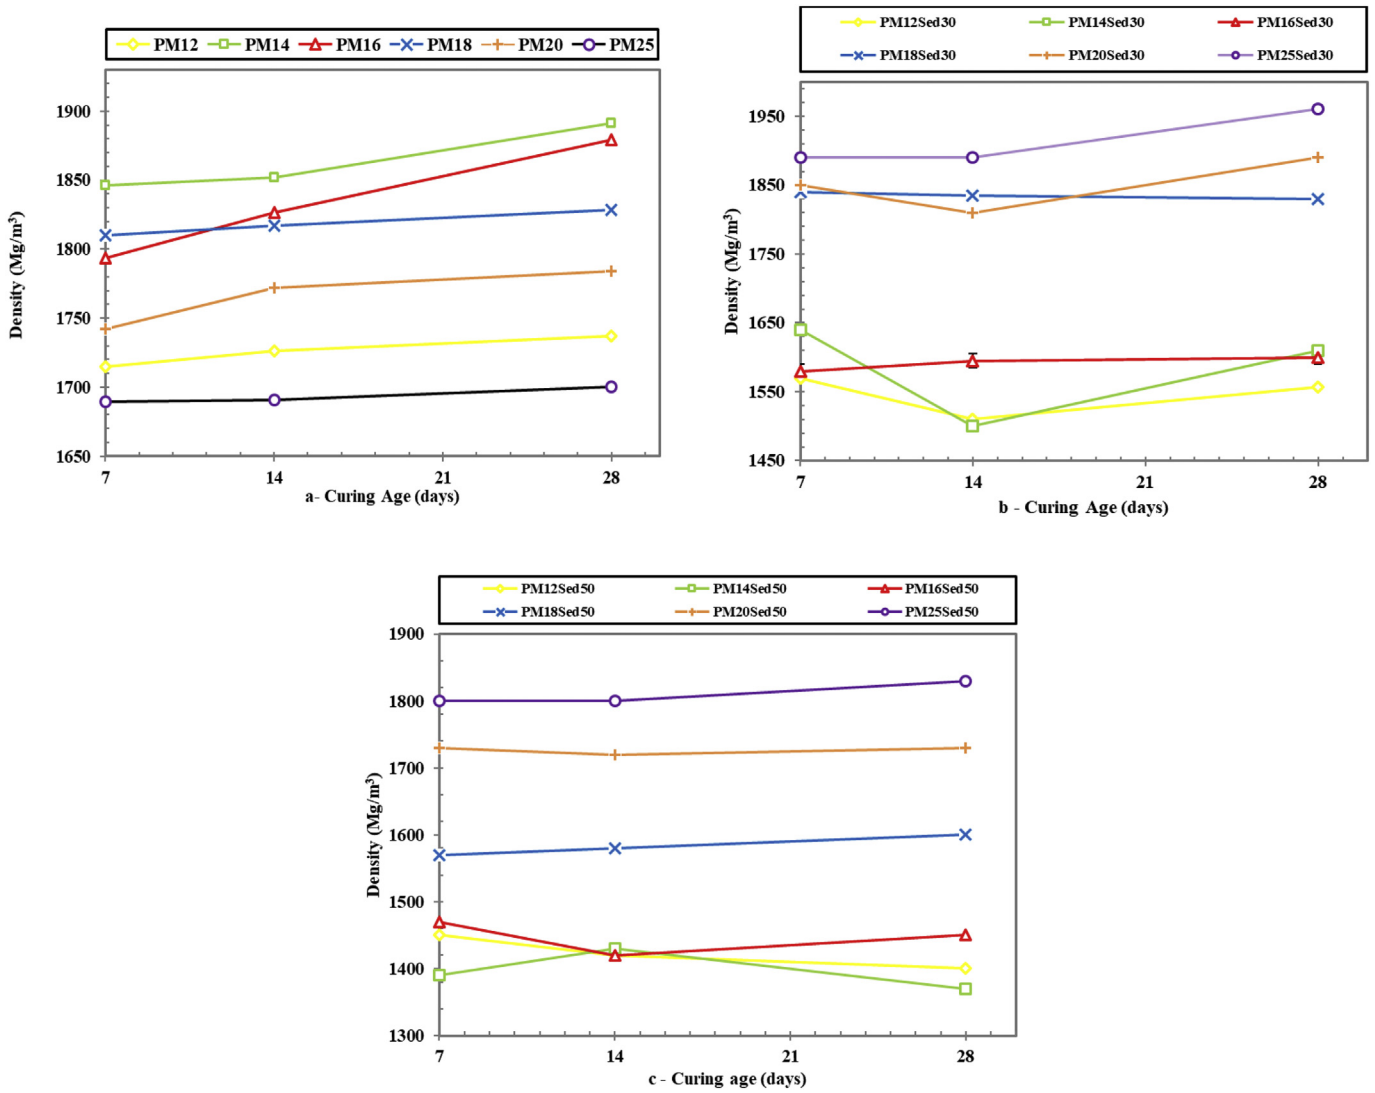 PM12 PM14 PM16 PM18 PM20 PM25
1900
1850
1800
1750
1700
1650
Density (Mg/m³)
7 14 21 28
a- Curing Age (days)
PM12Sed30 PM14Sed30 PM16Sed30
PM18Sed30 PM20Sed30 PM25Sed30
1950
1850
1750
1650
1550
1450
Density (Mg/m³)
7 14 21 28
b - Curing Age (days)
PM12Sed50 PM14Sed50 PM16Sed50
PM18Sed50 PM20Sed50 PM25Sed50
1900
1800
1700
1600
1500
1400
1300
Density (Mg/m³)
7 14 21 28
c - Curing age (days)